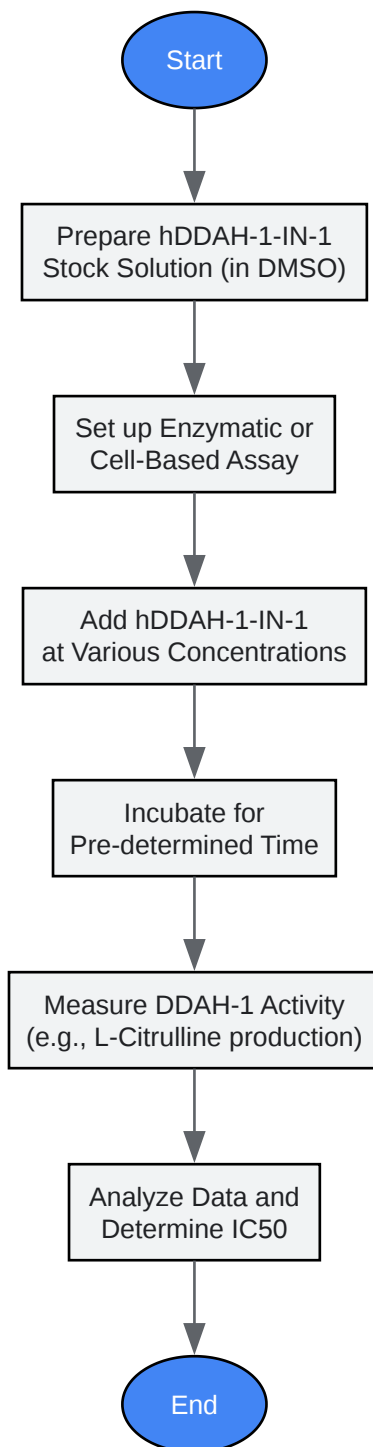 Start
Prepare hDDAH-1-IN-1
Stock Solution (in DMSO)
Set up Enzymatic or
Cell-Based Assay
Add hDDAH-1-IN-1
at Various Concentrations
Incubate for
Pre-determined Time
Measure DDAH-1 Activity
(e.g., L-Citrulline production)
Analyze Data and
Determine IC50
End